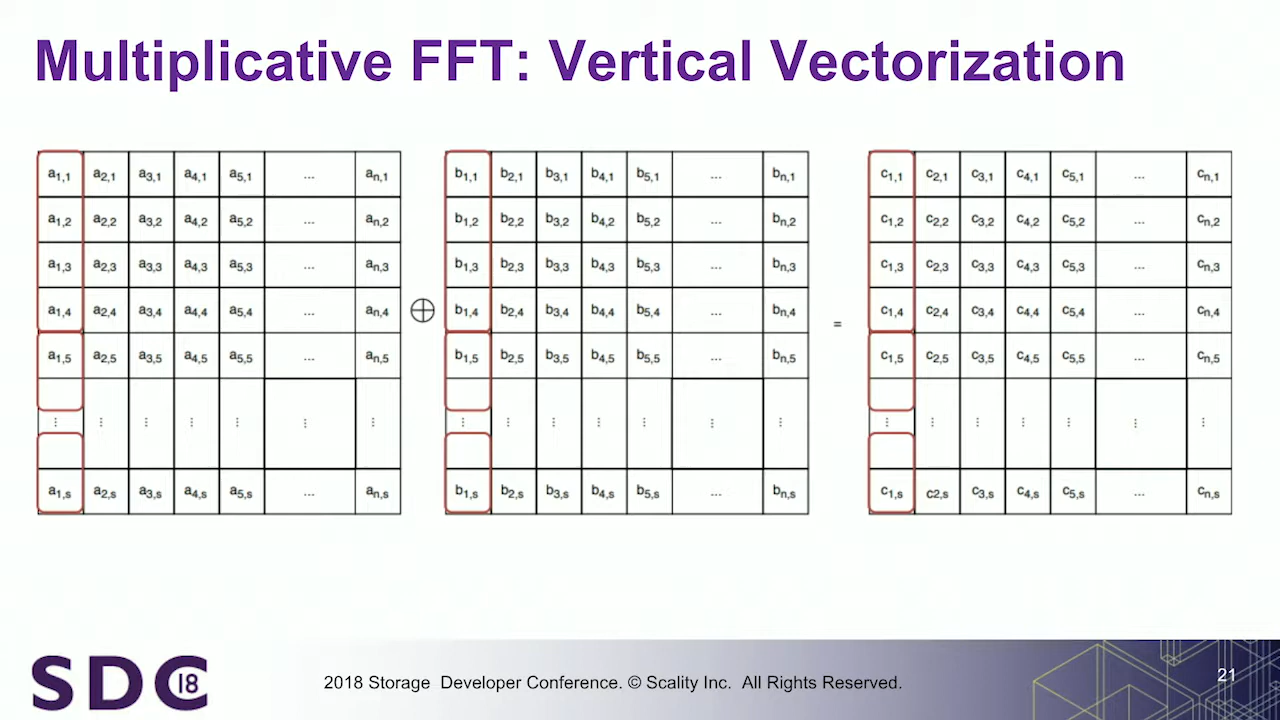 Multiplicative FFT: Vertical Vectorization
a1,1 a2,1 a3,1 a4,1 a5,1 ... an,1 b1,1 b2,1 b3,1 b4,1 b5,1 ... bn,1 c1,1 c2,1 c3,1 c4,1 c5,1 ... cn,1
a1,2 a2,2 a3,2 a4,2 a5,2 ... an,2 b1,2 b2,2 b3,2 b4,2 b5,2 ... bn,2 c1,2 c2,2 c3,2 c4,2 c5,2 ... cn,2
a1,3 a2,3 a3,3 a4,3 a5,3 ... an,3 b1,3 b2,3 b3,3 b4,3 b5,3 ... bn,3 c1,3 c2,3 c3,3 c4,3 c5,3 ... cn,3
a1,4 a2,4 a3,4 a4,4 a5,4 ... an,4 ⊕ b1,4 b2,4 b3,4 b4,4 b5,4 ... bn,4 = c1,4 c2,4 c3,4 c4,4 c5,4 ... cn,4
a1,5 a2,5 a3,5 a4,5 a5,5 ... an,5 b1,5 b2,5 b3,5 b4,5 b5,5 ... bn,5 c1,5 c2,5 c3,5 c4,5 c5,5 ... cn,5
⋮ ⋮ ⋮ ⋮ ⋮ ⋮ ⋮ ⋮ ⋮ ⋮ ⋮ ⋮ ⋮ ⋮ ⋮ ⋮ ⋮ ⋮ ⋮ ⋮ ⋮
a1,s a2,s a3,s a4,s a5,s ... an,s b1,s b2,s b3,s b4,s b5,s ... bn,s c1,s c2,s c3,s c4,s c5,s ... cn,s
SDC 18
2018 Storage Developer Conference. © Scality Inc. All Rights Reserved.
21